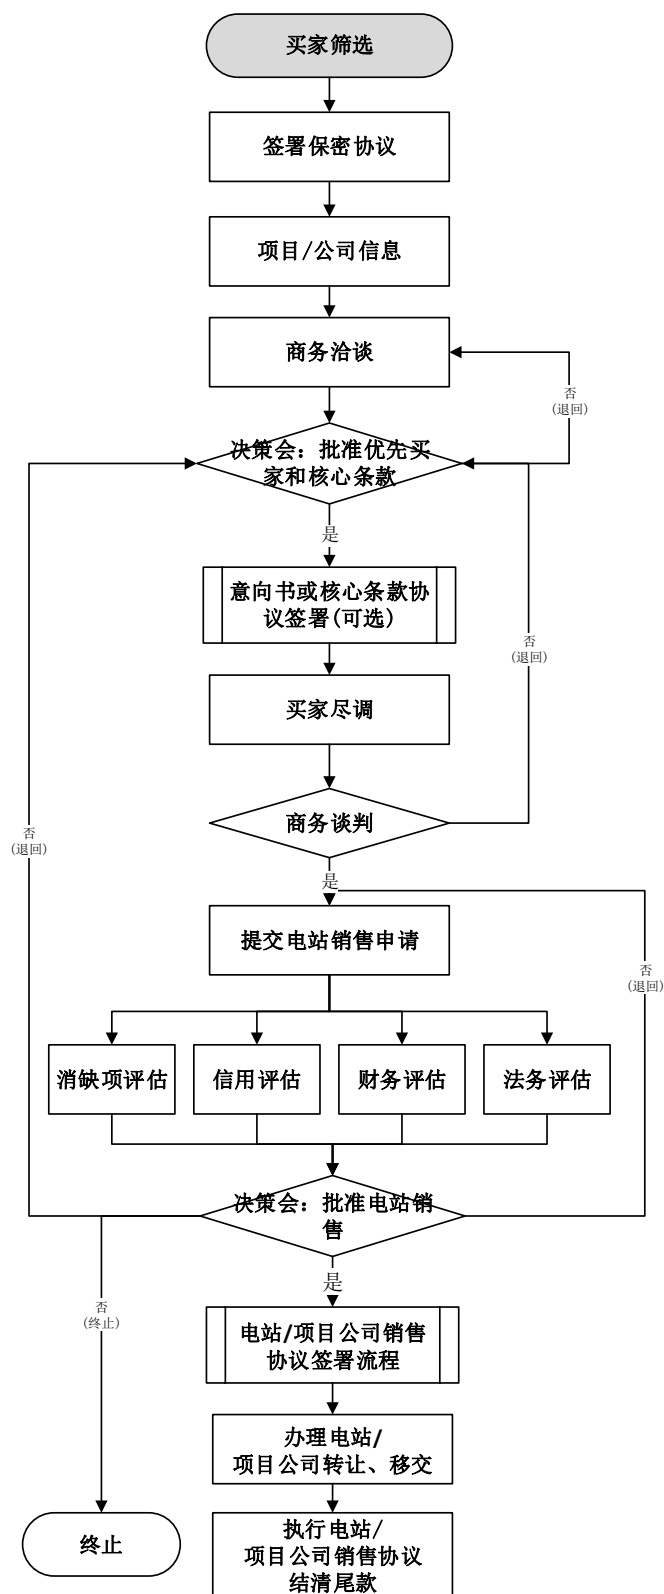 买家筛选
签署保密协议
项目/公司信息
商务洽谈
否
(退回)
决策会：批准优先买
家和核心条款
是
意向书或核心条款协
议签署(可选)
否
(退回)
买家尽调
商务谈判
否
(退回)
是
提交电站销售申请
否
(退回)
消缺项评估
信用评估
财务评估
法务评估
决策会：批准电站销
售
是
否
(终止)
电站/项目公司销售
协议签署流程
办理电站/
项目公司转让、移交
终止
执行电站/
项目公司销售协议
结清尾款